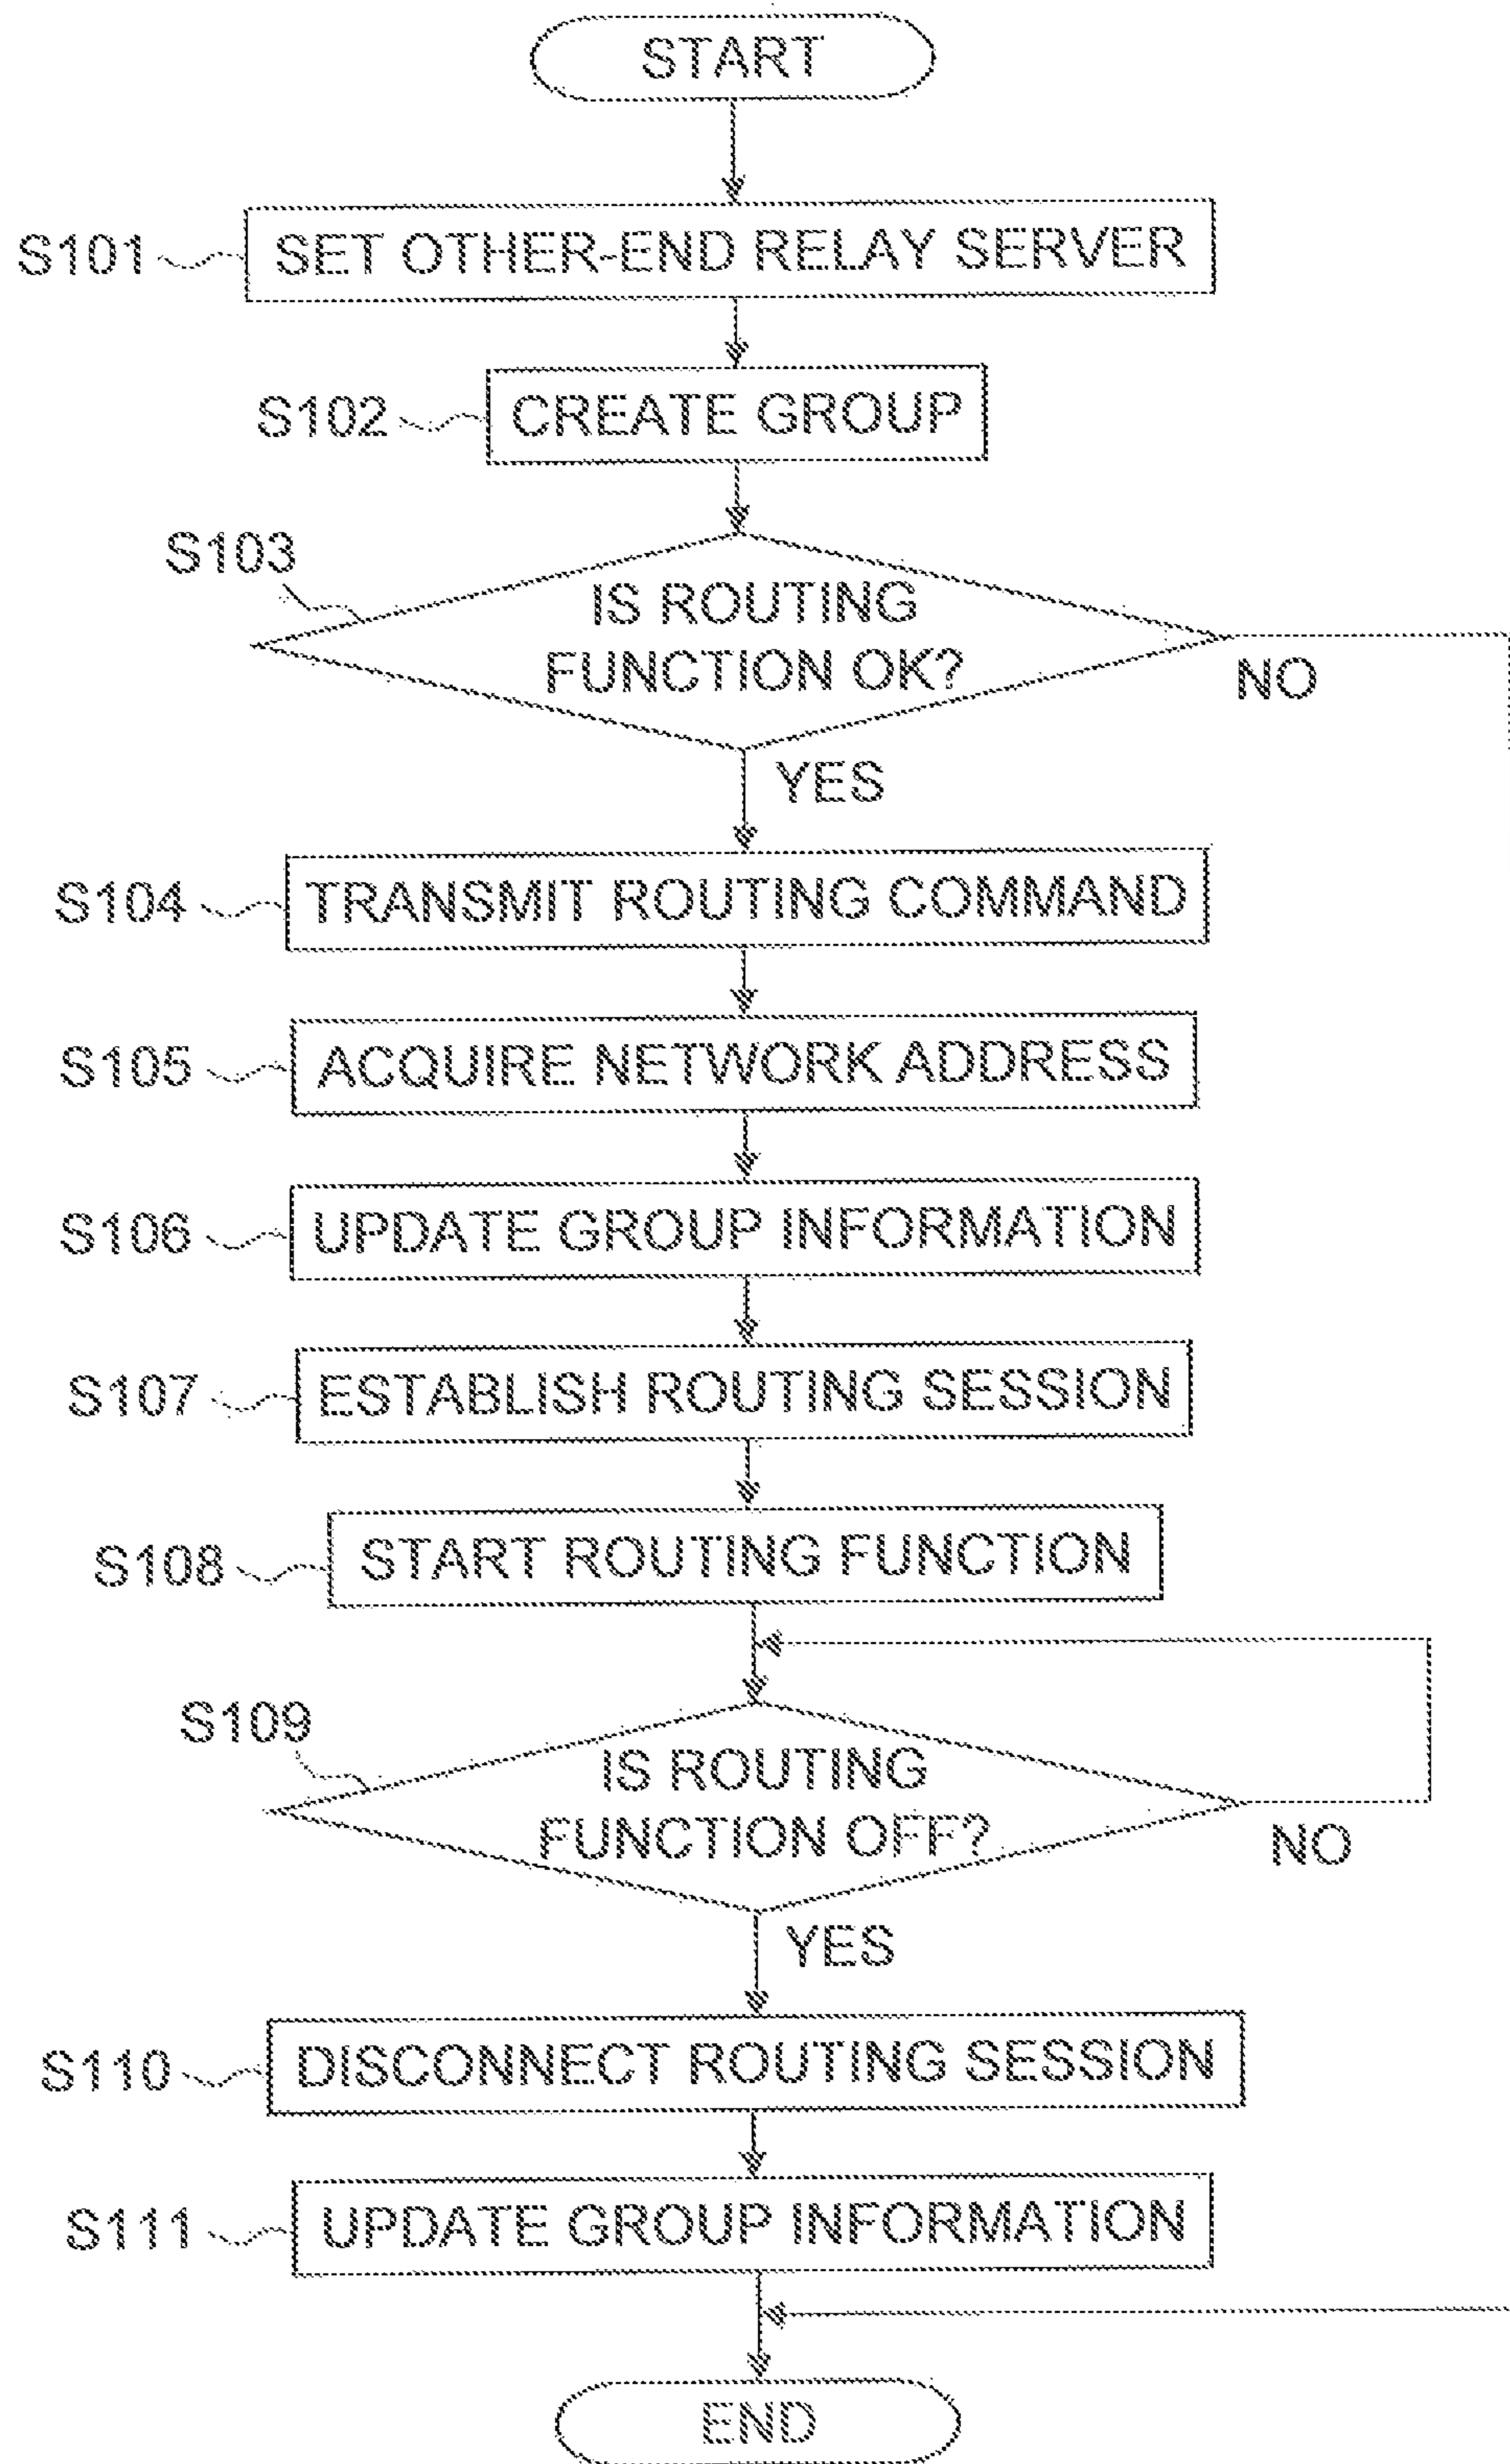 START
S101 SET OTHER-END RELAY SERVER
S102 CREATE GROUP
S103
IS ROUTING
FUNCTION OK?
NO
YES
S104 TRANSMIT ROUTING COMMAND
S105 ACQUIRE NETWORK ADDRESS
S106 UPDATE GROUP INFORMATION
S107 ESTABLISH ROUTING SESSION
S108 START ROUTING FUNCTION
S109
IS ROUTING
FUNCTION OFF?
NO
YES
S110 DISCONNECT ROUTING SESSION
S111 UPDATE GROUP INFORMATION
END